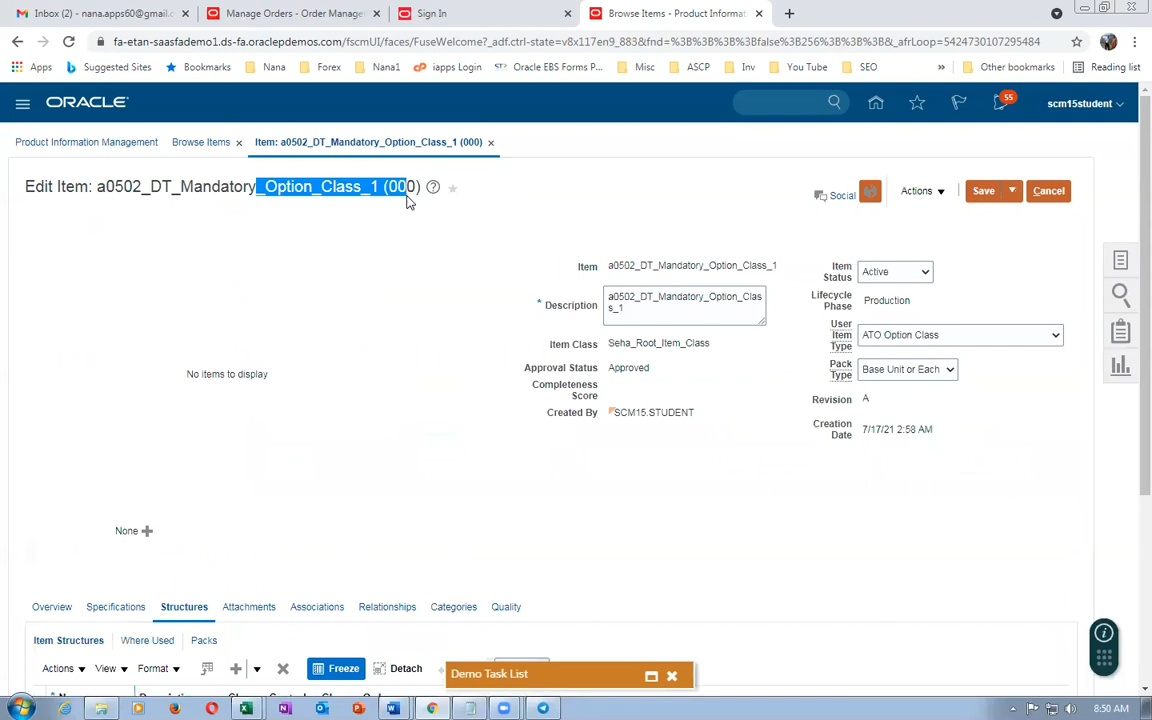 Inbox (2) - nana.apps60@gmail.c
Manage Orders - Order Manage
Sign In
Browse Items - Product Informat
fa-etan-saasfademo1.ds-fa.oraclepdemos.com/fscmUI/faces/FuseWelcome?_adf.ctrl-state=v8x117en9_883&fnd=%3B%3B%3B%3Bfalse%3B256%3B%3B%3B&_afrLoop=5424730107295484
Apps
Suggested Sites
Bookmarks
Nana
Forex
Nana1
iapps Login
Oracle EBS Forms P...
Misc
ASCP
Inv
You Tube
SEO
»
Other bookmarks
Reading list
ORACLE
55
scm15student
Product Information Management
Browse Items
Item: a0502_DT_Mandatory_Option_Class_1 (000)
Edit Item: a0502_DT_Mandatory_Option_Class_1 (000)
Social
Actions
Save
Cancel
Item a0502_DT_Mandatory_Option_Class_1
* Description a0502_DT_Mandatory_Option_Clas
s_1
Item Class Seha_Root_Item_Class
Approval Status Approved
Completeness
Score
Created By SCM15.STUDENT
Item
Status
Active
Lifecycle
Phase
Production
User
Item
Type
ATO Option Class
Pack
Type
Base Unit or Each
Revision A
Creation
Date
7/17/21 2:58 AM
No items to display
None
Overview
Specifications
Structures
Attachments
Associations
Relationships
Categories
Quality
Item Structures
Where Used
Packs
Actions
View
Format
Freeze
Detach
Demo Task List
8:50 AM